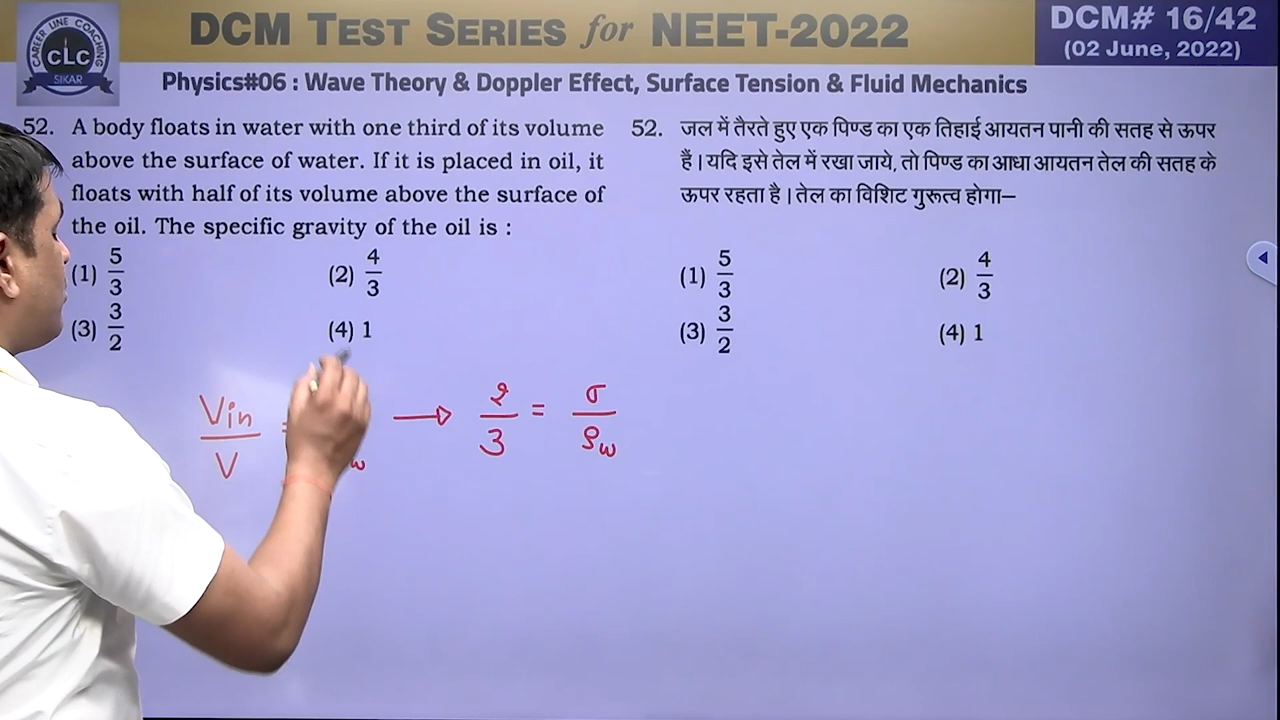 DCM TEST SERIES for NEET-2022
DCM# 16/42
(02 June, 2022)
CAREER LINE COACHING
CLC
SIKAR
Physics#06 : Wave Theory & Doppler Effect, Surface Tension & Fluid Mechanics
52. A body floats in water with one third of its volume
above the surface of water. If it is placed in oil, it
floats with half of its volume above the surface of
the oil. The specific gravity of the oil is :
(1) 5/3 (2) 4/3
(3) 3/2 (4) 1
52. जल में तैरते हुए एक पिण्ड का एक तिहाई आयतन पानी की सतह से ऊपर
हैं। यदि इसे तेल में रखा जाये, तो पिण्ड का आधा आयतन तेल की सतह के
ऊपर रहता है। तेल का विशिट गुरूत्व होगा–
(1) 5/3 (2) 4/3
(3) 3/2 (4) 1
Vin/V = w → 2/3 = σ/ρw